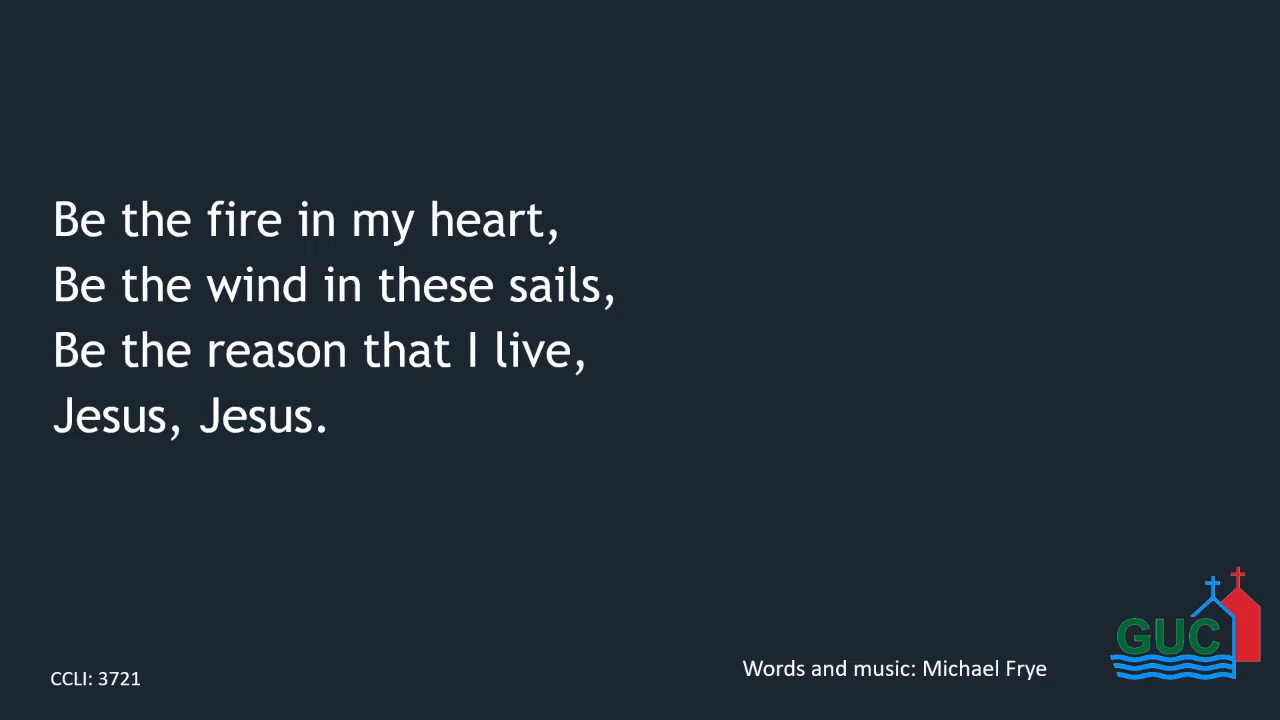 Be the fire in my heart,
Be the wind in these sails,
Be the reason that I live,
Jesus, Jesus.
GUC
Words and music: Michael Frye
CCLI: 3721